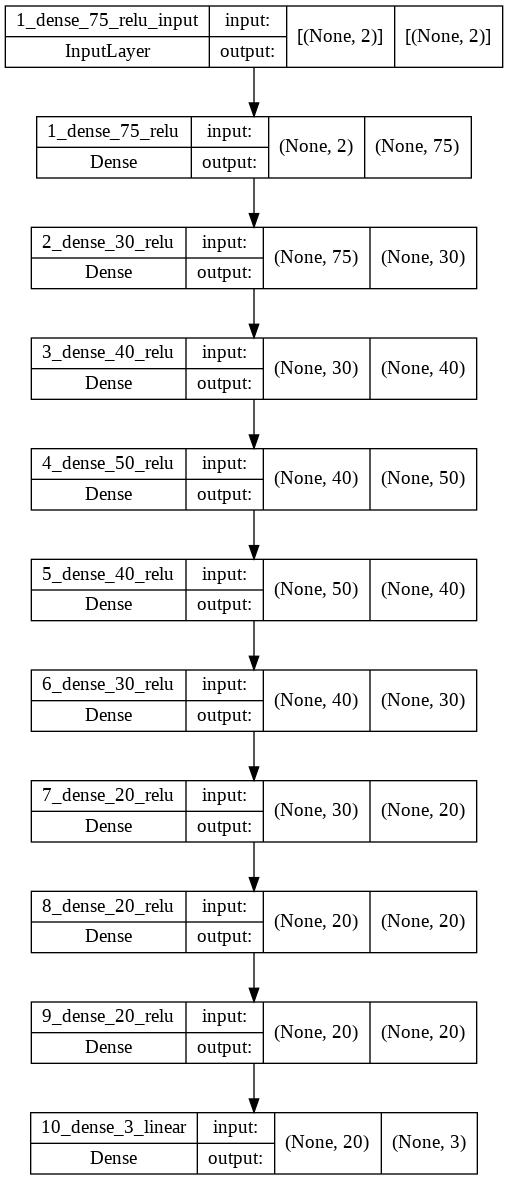 1_dense_75_relu_input input: [(None, 2)] [(None, 2)]
InputLayer output:
1_dense_75_relu input: (None, 2) (None, 75)
Dense output:
2_dense_30_relu input: (None, 75) (None, 30)
Dense output:
3_dense_40_relu input: (None, 30) (None, 40)
Dense output:
4_dense_50_relu input: (None, 40) (None, 50)
Dense output:
5_dense_40_relu input: (None, 50) (None, 40)
Dense output:
6_dense_30_relu input: (None, 40) (None, 30)
Dense output:
7_dense_20_relu input: (None, 30) (None, 20)
Dense output:
8_dense_20_relu input: (None, 20) (None, 20)
Dense output:
9_dense_20_relu input: (None, 20) (None, 20)
Dense output:
10_dense_3_linear input: (None, 20) (None, 3)
Dense output: